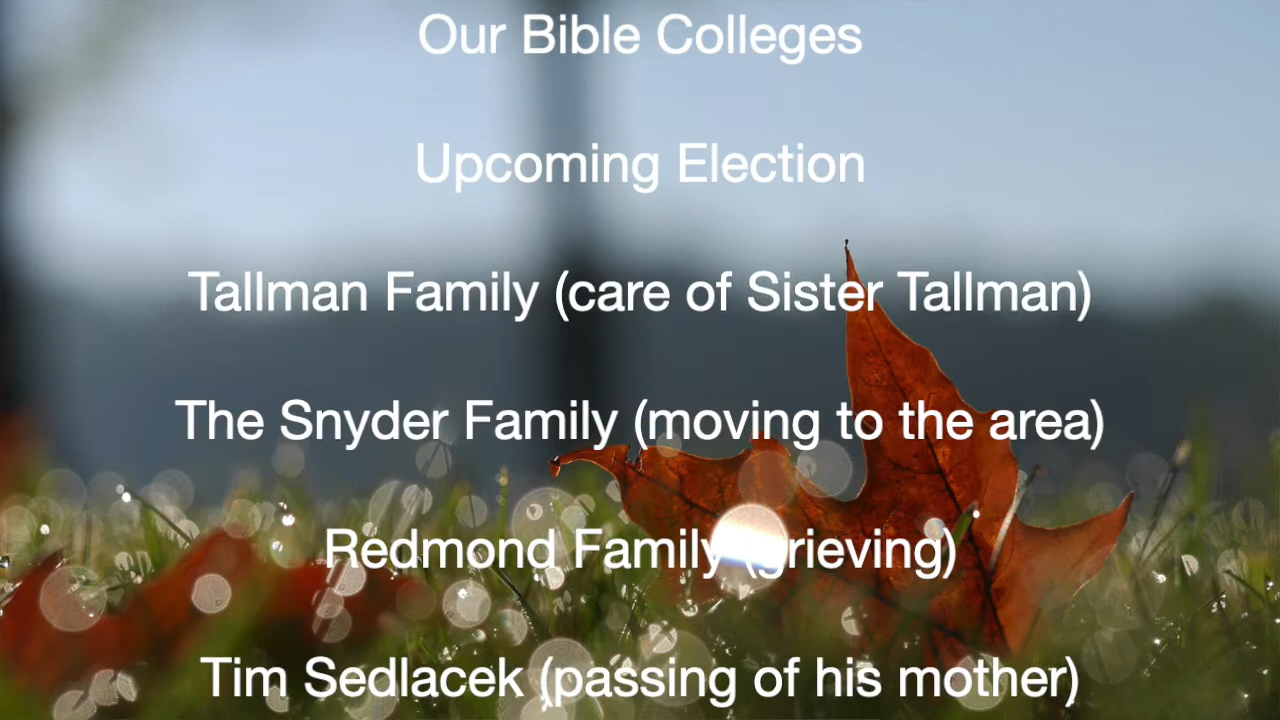 Our Bible Colleges
Upcoming Election
Tallman Family (care of Sister Tallman)
The Snyder Family (moving to the area)
Redmond Family (grieving)
Tim Sedlacek (passing of his mother)